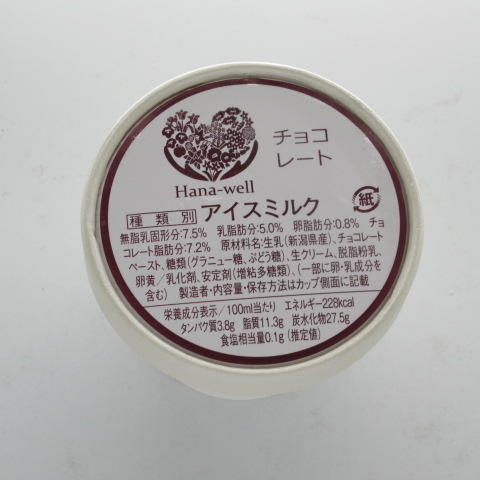 チョコ
レート
Hana-well
種類別 アイスミルク
紙
無脂乳固形分:7.5% 乳脂肪分:5.0% 卵脂肪分:0.8% チョ
コレート脂肪分:7.2% 原材料名:生乳(新潟県産)、チョコレート
ペースト、糖類(グラニュー糖、ぶどう糖)、生クリーム、脱脂粉乳、
卵黄/乳化剤、安定剤(増粘多糖類)、(一部に卵・乳成分を
含む) 製造者・内容量・保存方法はカップ側面に記載
栄養成分表示/100ml当たり エネルギー228kcal
タンパク質3.8g 脂質11.3g 炭水化物27.5g
食塩相当量0.1g(推定値)